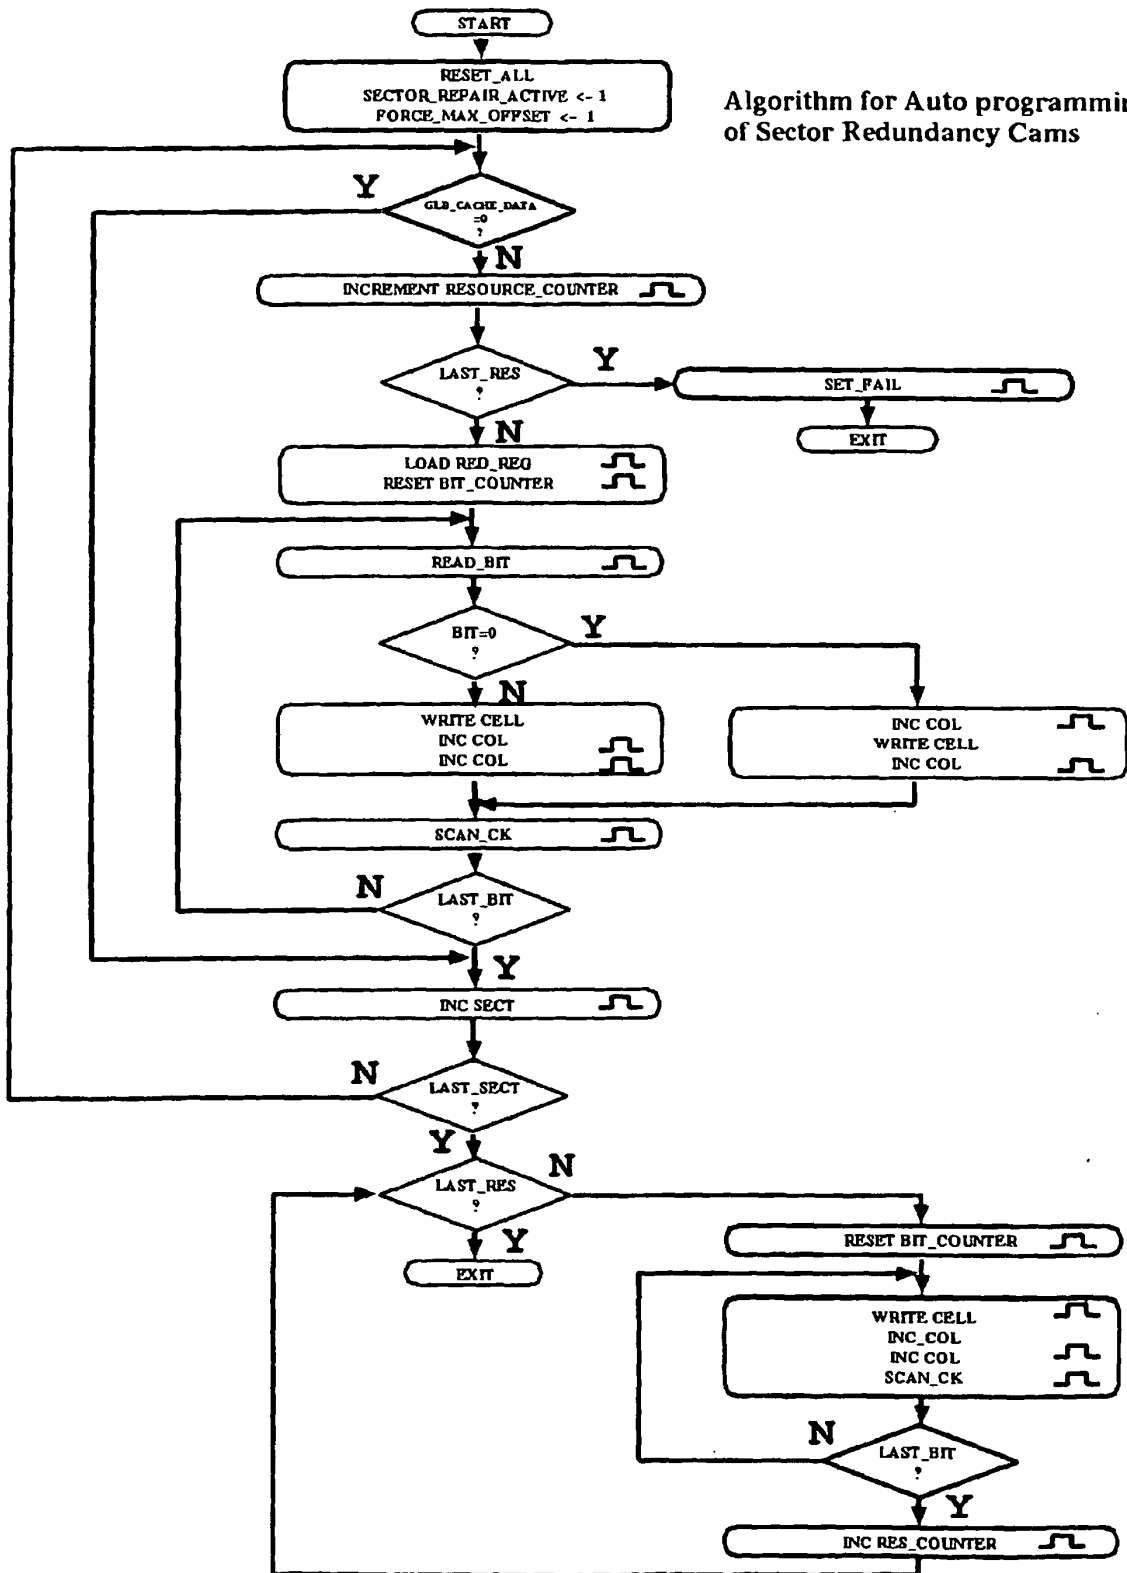 START
RESET_ALL
SECTOR_REPAIR_ACTIVE <- 1
FORCE_MAX_OFFSET <- 1
Algorithm for Auto programmin
of Sector Redundancy Cams
Y
GLB_CACHE_DATA
=0
?
N
INCREMENT RESOURCE_COUNTER
LAST_RES
?
Y
SET_FAIL
EXIT
N
LOAD RED_REG
RESET BIT_COUNTER
READ_BIT
BIT=0
?
Y
N
WRITE CELL
INC COL
INC COL
INC COL
WRITE CELL
INC COL
SCAN_CK
N
LAST_BIT
?
Y
INC SECT
N
LAST_SECT
?
Y
LAST_RES
?
N
Y
EXIT
RESET BIT_COUNTER
WRITE CELL
INC_COL
INC COL
SCAN_CK
N
LAST_BIT
?
Y
INC RES_COUNTER